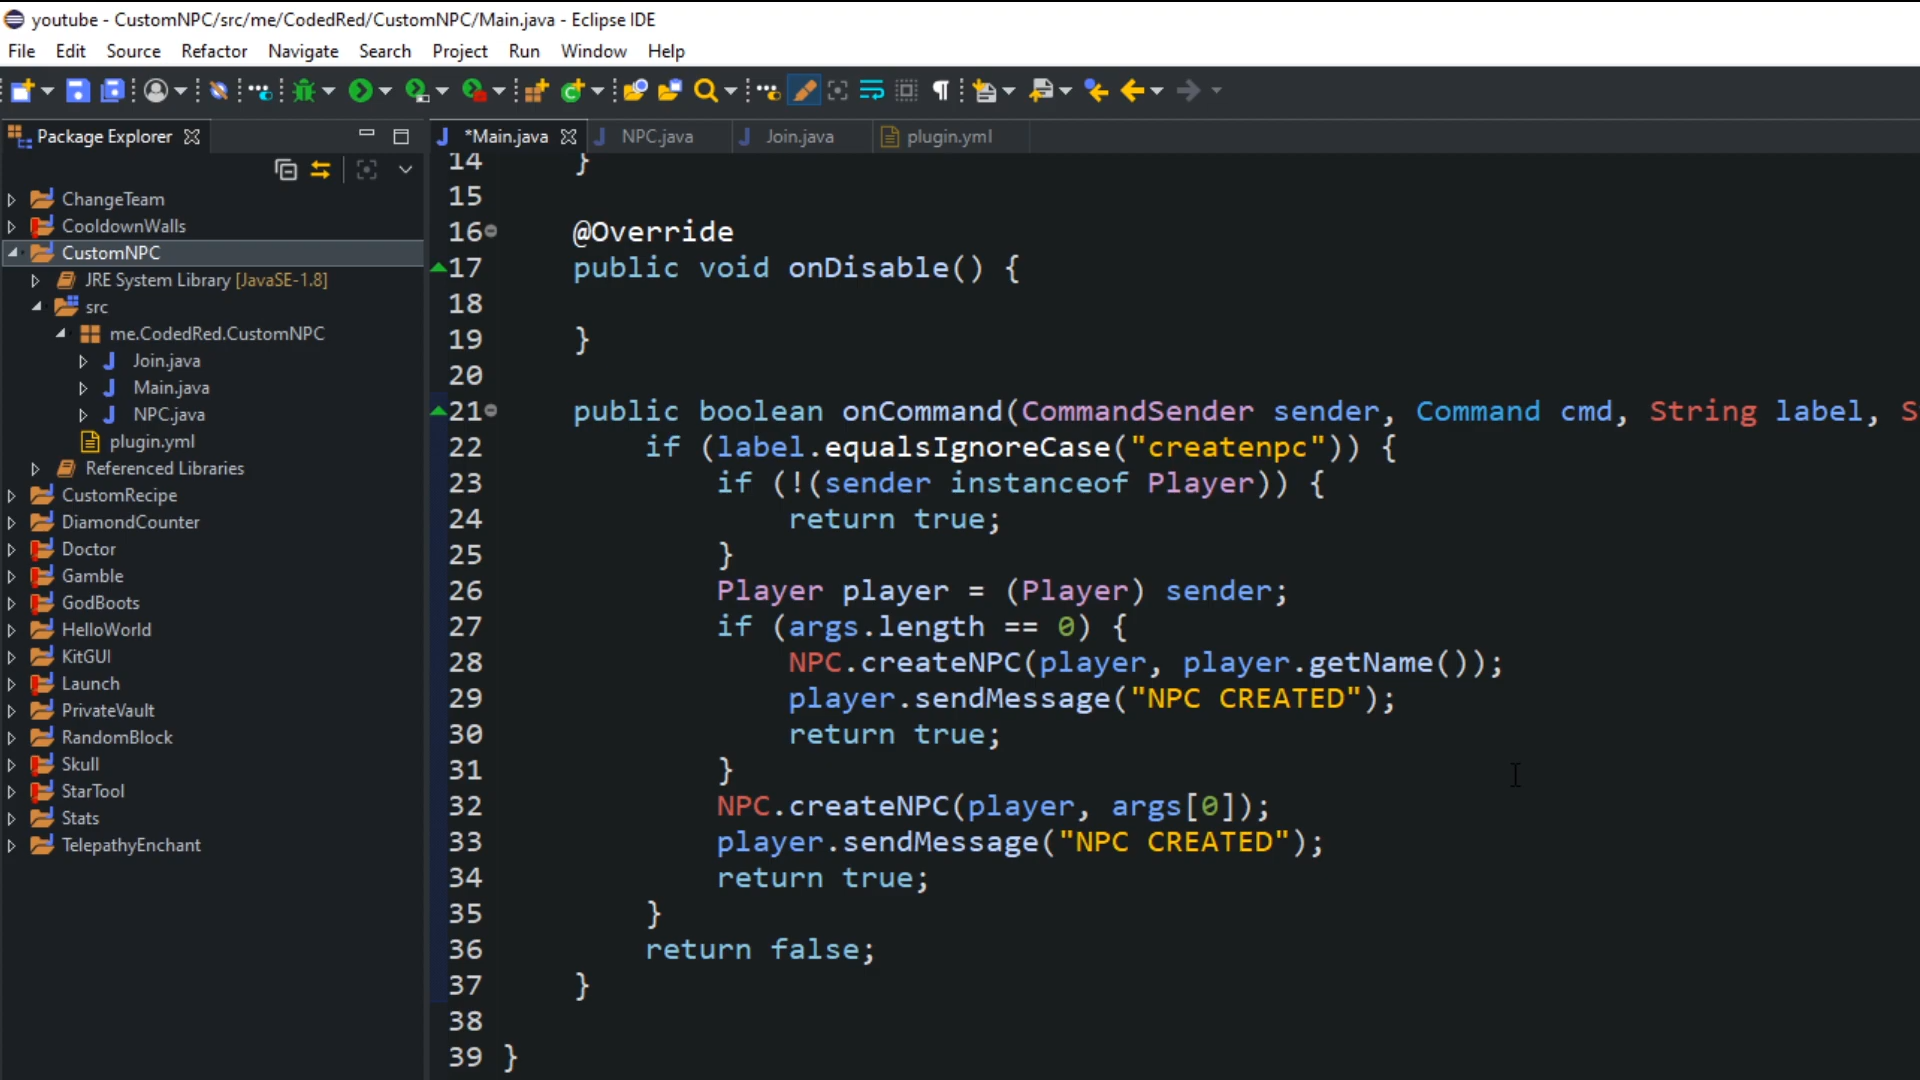 youtube - CustomNPC/src/me/CodedRed/CustomNPC/Main.java - Eclipse IDE
File Edit Source Refactor Navigate Search Project Run Window Help
Package Explorer
*Main.java NPC.java Join.java plugin.yml
ChangeTeam
CooldownWalls
CustomNPC
JRE System Library [JavaSE-1.8]
src
me.CodedRed.CustomNPC
Join.java
Main.java
NPC.java
plugin.yml
Referenced Libraries
CustomRecipe
DiamondCounter
Doctor
Gamble
GodBoots
HelloWorld
KitGUI
Launch
PrivateVault
RandomBlock
Skull
StarTool
Stats
TelepathyEnchant
14 }
15
16 @Override
17 public void onDisable() {
18
19 }
20
21 public boolean onCommand(CommandSender sender, Command cmd, String label, S
22 if (label.equalsIgnoreCase("createnpc")) {
23 if (!(sender instanceof Player)) {
24 return true;
25 }
26 Player player = (Player) sender;
27 if (args.length == 0) {
28 NPC.createNPC(player, player.getName());
29 player.sendMessage("NPC CREATED");
30 return true;
31 }
32 NPC.createNPC(player, args[0]);
33 player.sendMessage("NPC CREATED");
34 return true;
35 }
36 return false;
37 }
38
39 }